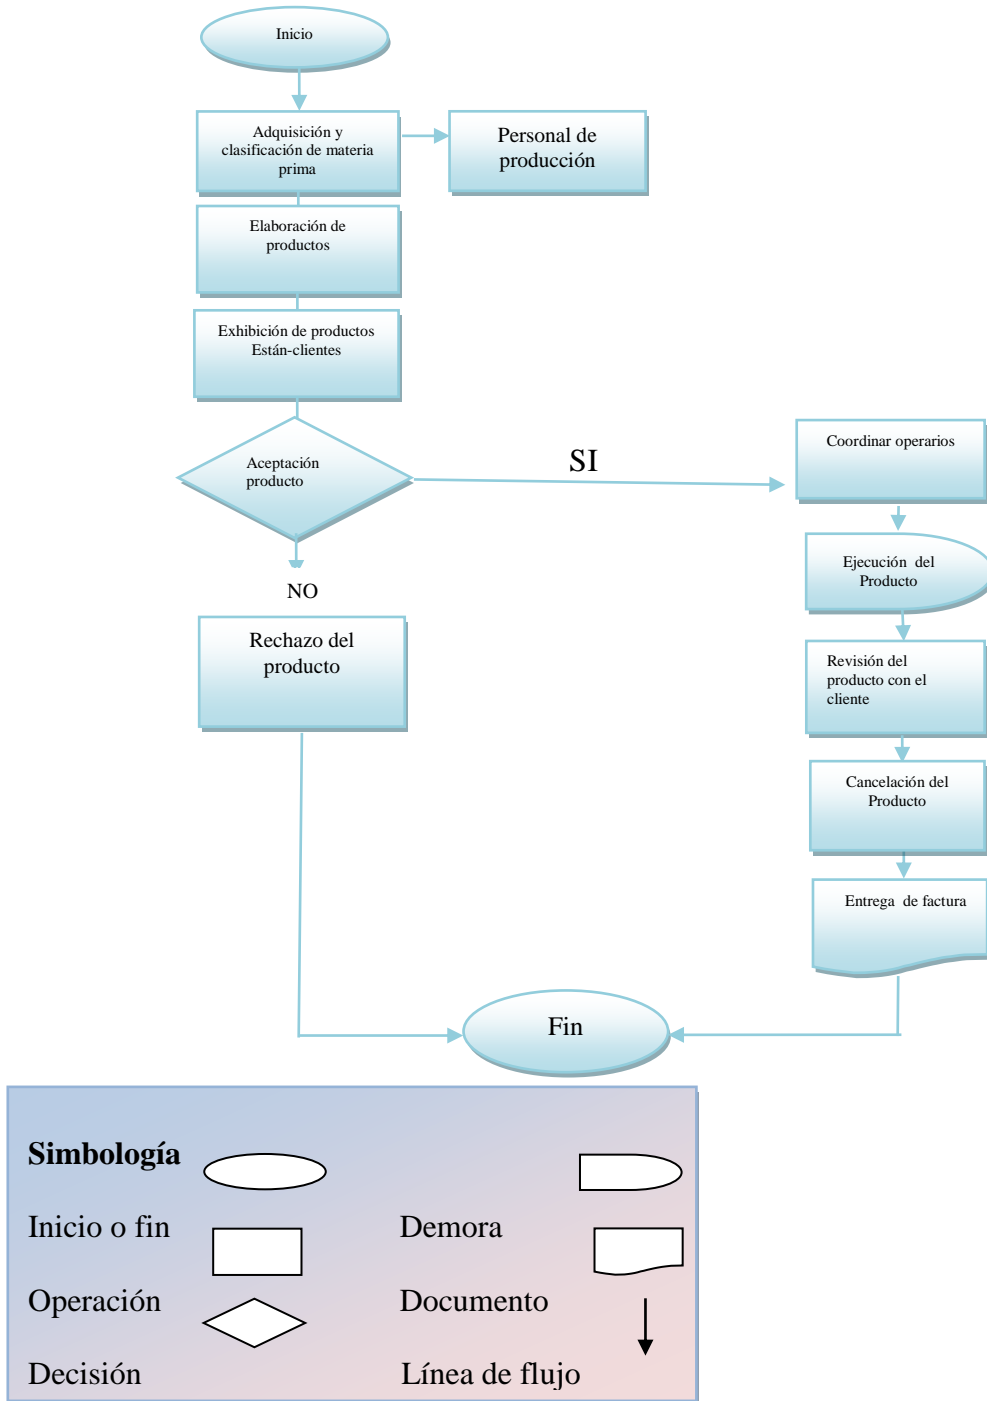 Inicio
Adquisición y
clasificación de materia
prima
Personal de
producción
Elaboración de
productos
Exhibición de productos
Están-clientes
Aceptación
producto
SI
NO
Rechazo del
producto
Coordinar operarios
Ejecución  del
Producto
Revisión del
producto con el
cliente
Cancelación del
Producto
Entrega  de factura
Fin
Simbología
Inicio o fin
Demora
Operación
Documento
Decisión
Línea de flujo